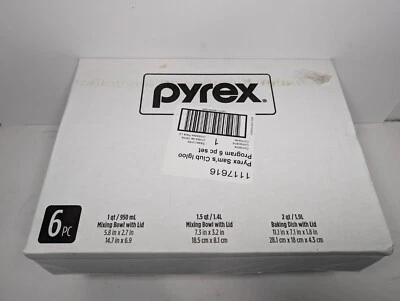 pyrex®
1117616
Pyrex Sam's Club Igloo
Program 6 pc set
1
6 PC
1 qt / 950 mL
Mixing Bowl with Lid
5.8 in x 2.7 in
14.7 x 6.9
1.5 qt / 1.4L
Mixing Bowl with Lid
7.3 in x 3.2 in
18.5 cm x 8.1 cm
2 qt / 1.9L
Baking Dish with Lid
11.1 in x 7.1 in x 1.8 in
28.1 cm x 18 cm x 4.3 cm